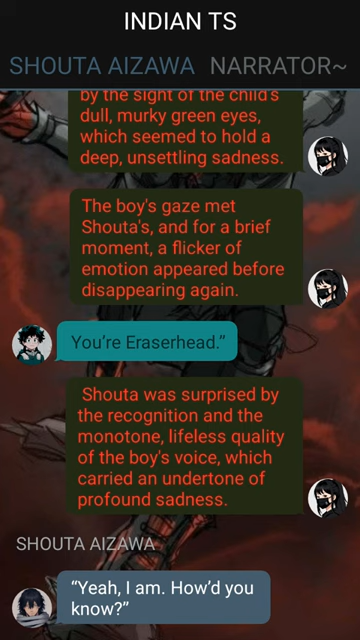 INDIAN TS
SHOUTA AIZAWA NARRATOR~
by the sight of the child's
dull, murky green eyes,
which seemed to hold a
deep, unsettling sadness.
The boy's gaze met
Shouta's, and for a brief
moment, a flicker of
emotion appeared before
disappearing again.
You're Eraserhead."
Shouta was surprised by
the recognition and the
monotone, lifeless quality
of the boy's voice, which
carried an undertone of
profound sadness.
SHOUTA AIZAWA
“Yeah, I am. How'd you
know?”